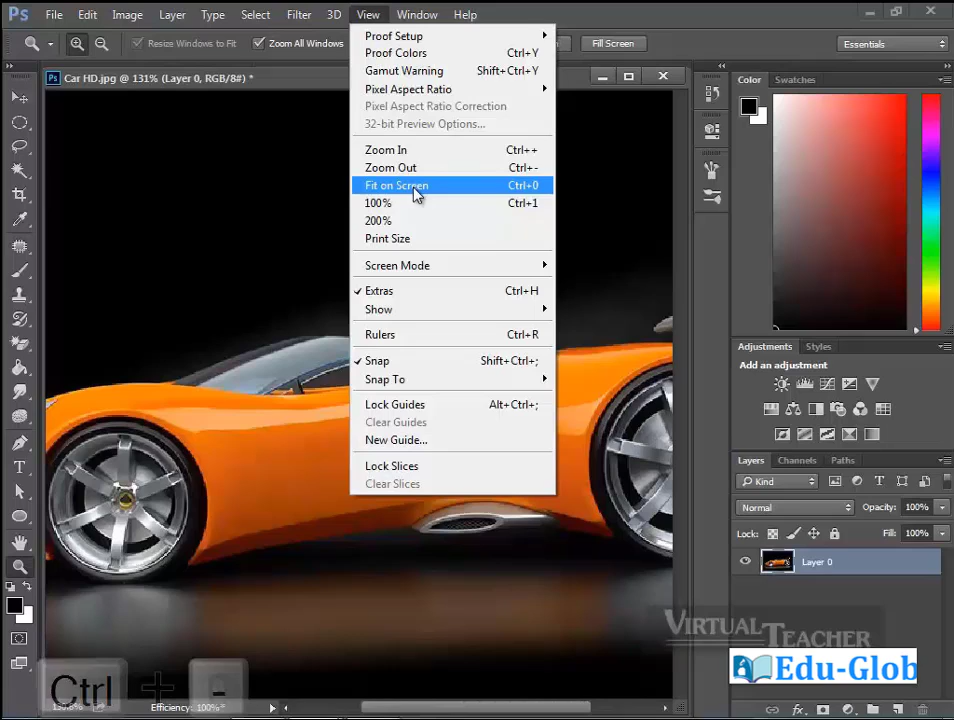 Ps File Edit Image Layer Type Select Filter 3D View Window Help
Resize Windows to Fit Zoom All Windows Fill Screen Essentials
Ps Car HD.jpg @ 131% (Layer 0, RGB/8#) *
Proof Setup
Proof Colors Ctrl+Y
Gamut Warning Shift+Ctrl+Y
Pixel Aspect Ratio
Pixel Aspect Ratio Correction
32-bit Preview Options...
Zoom In Ctrl++
Zoom Out Ctrl+-
Fit on Screen Ctrl+0
100% Ctrl+1
200%
Print Size
Screen Mode
Extras Ctrl+H
Show
Rulers Ctrl+R
Snap Shift+Ctrl+;
Snap To
Lock Guides Alt+Ctrl+;
Clear Guides
New Guide...
Lock Slices
Clear Slices
Color Swatches
Adjustments Styles
Add an adjustment
Layers Channels Paths
Kind T
Normal Opacity: 100%
Lock: Fill: 100%
Layer 0
VIRTUAL TEACHER
Edu-Glob
Ctrl + -
Efficiency: 100%*
fx
T